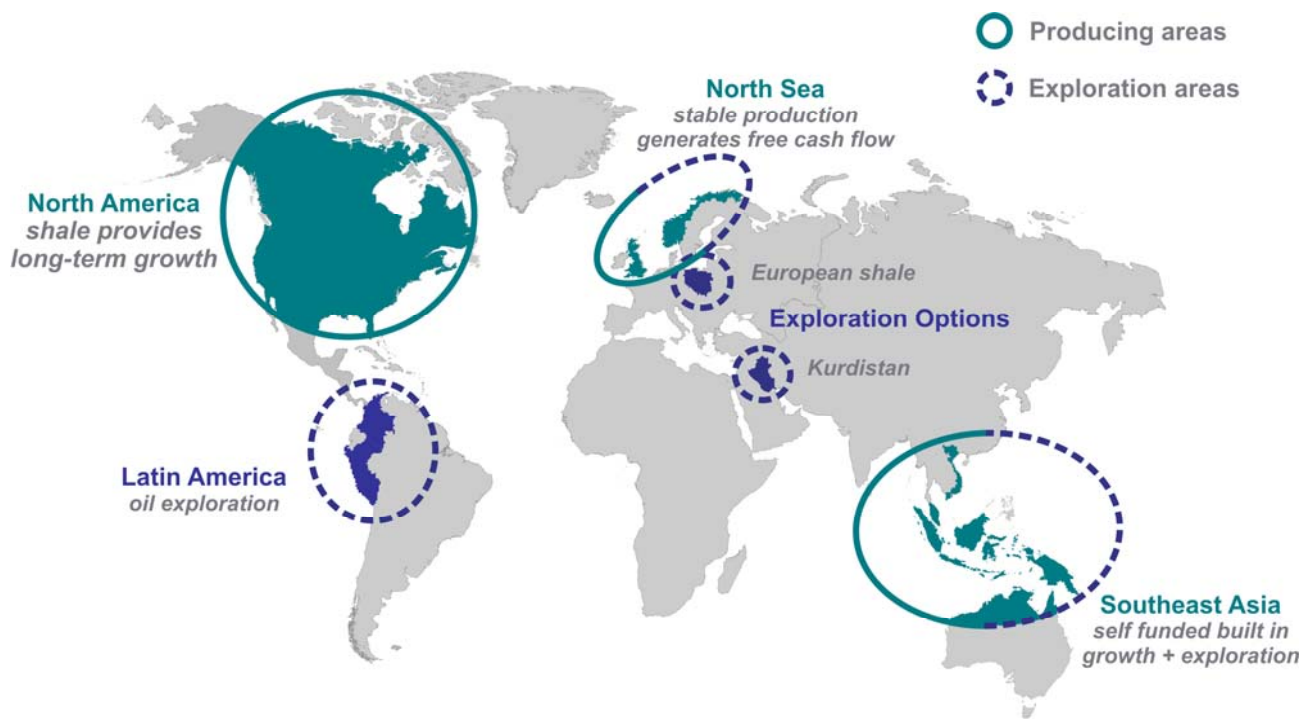 Producing areas
Exploration areas
North Sea
stable production
generates free cash flow
North America
shale provides
long-term growth
European shale
Exploration Options
Kurdistan
Latin America
oil exploration
Southeast Asia
self funded built in
growth + exploration